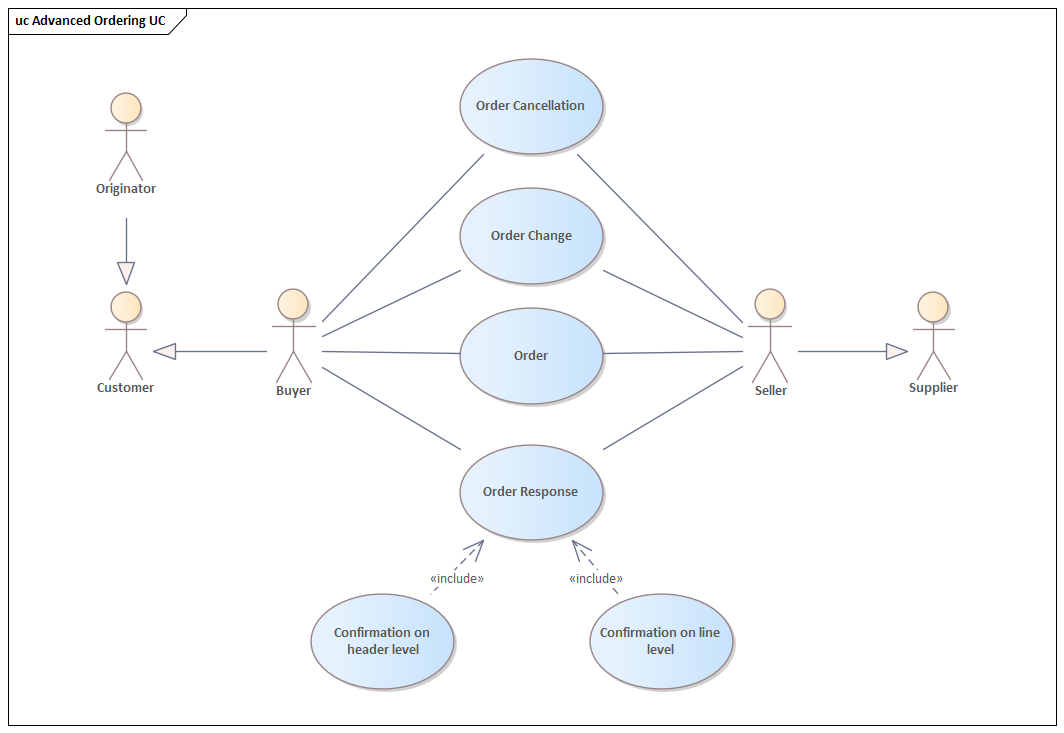 uc Advanced Ordering UC
Order Cancellation
Originator
Order Change
Order
Customer
Buyer
Seller
Supplier
Order Response
«include»
«include»
Confirmation on
header level
Confirmation on line
level